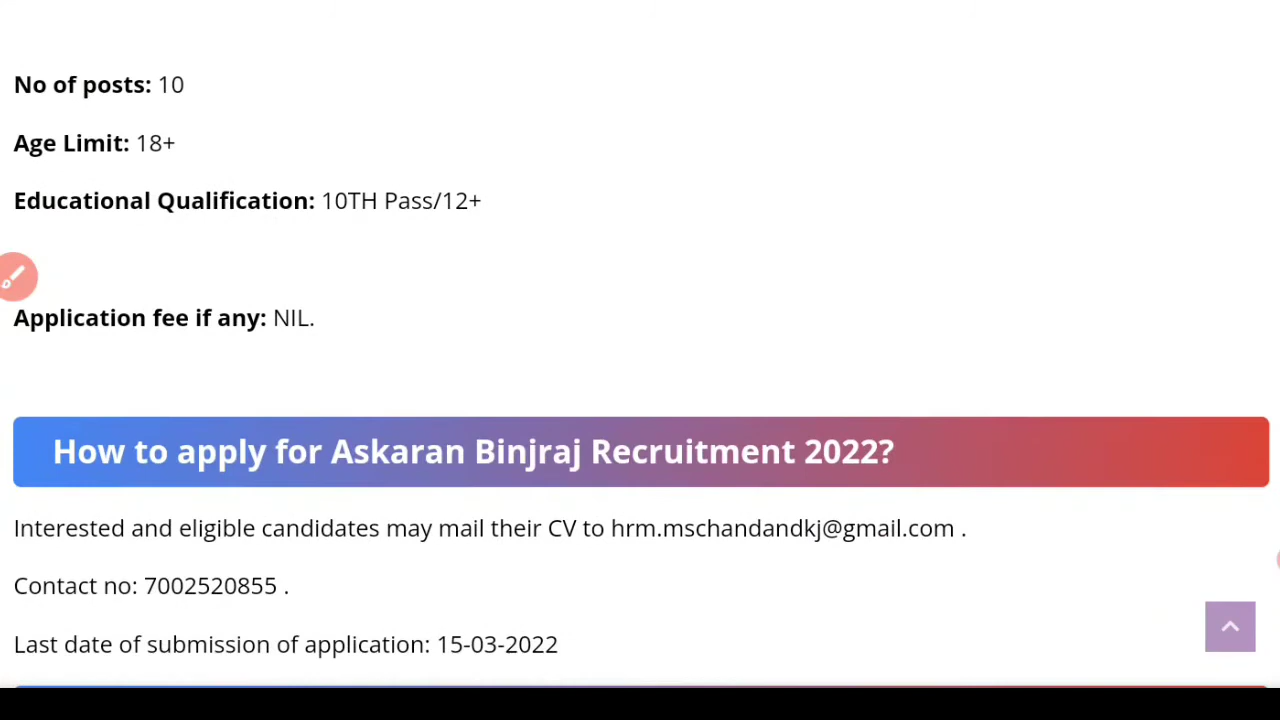 No of posts: 10
Age Limit: 18+
Educational Qualification: 10TH Pass/12+
Application fee if any: NIL.
How to apply for Askaran Binjraj Recruitment 2022?
Interested and eligible candidates may mail their CV to hrm.mschandandkj@gmail.com .
Contact no: 7002520855 .
Last date of submission of application: 15-03-2022